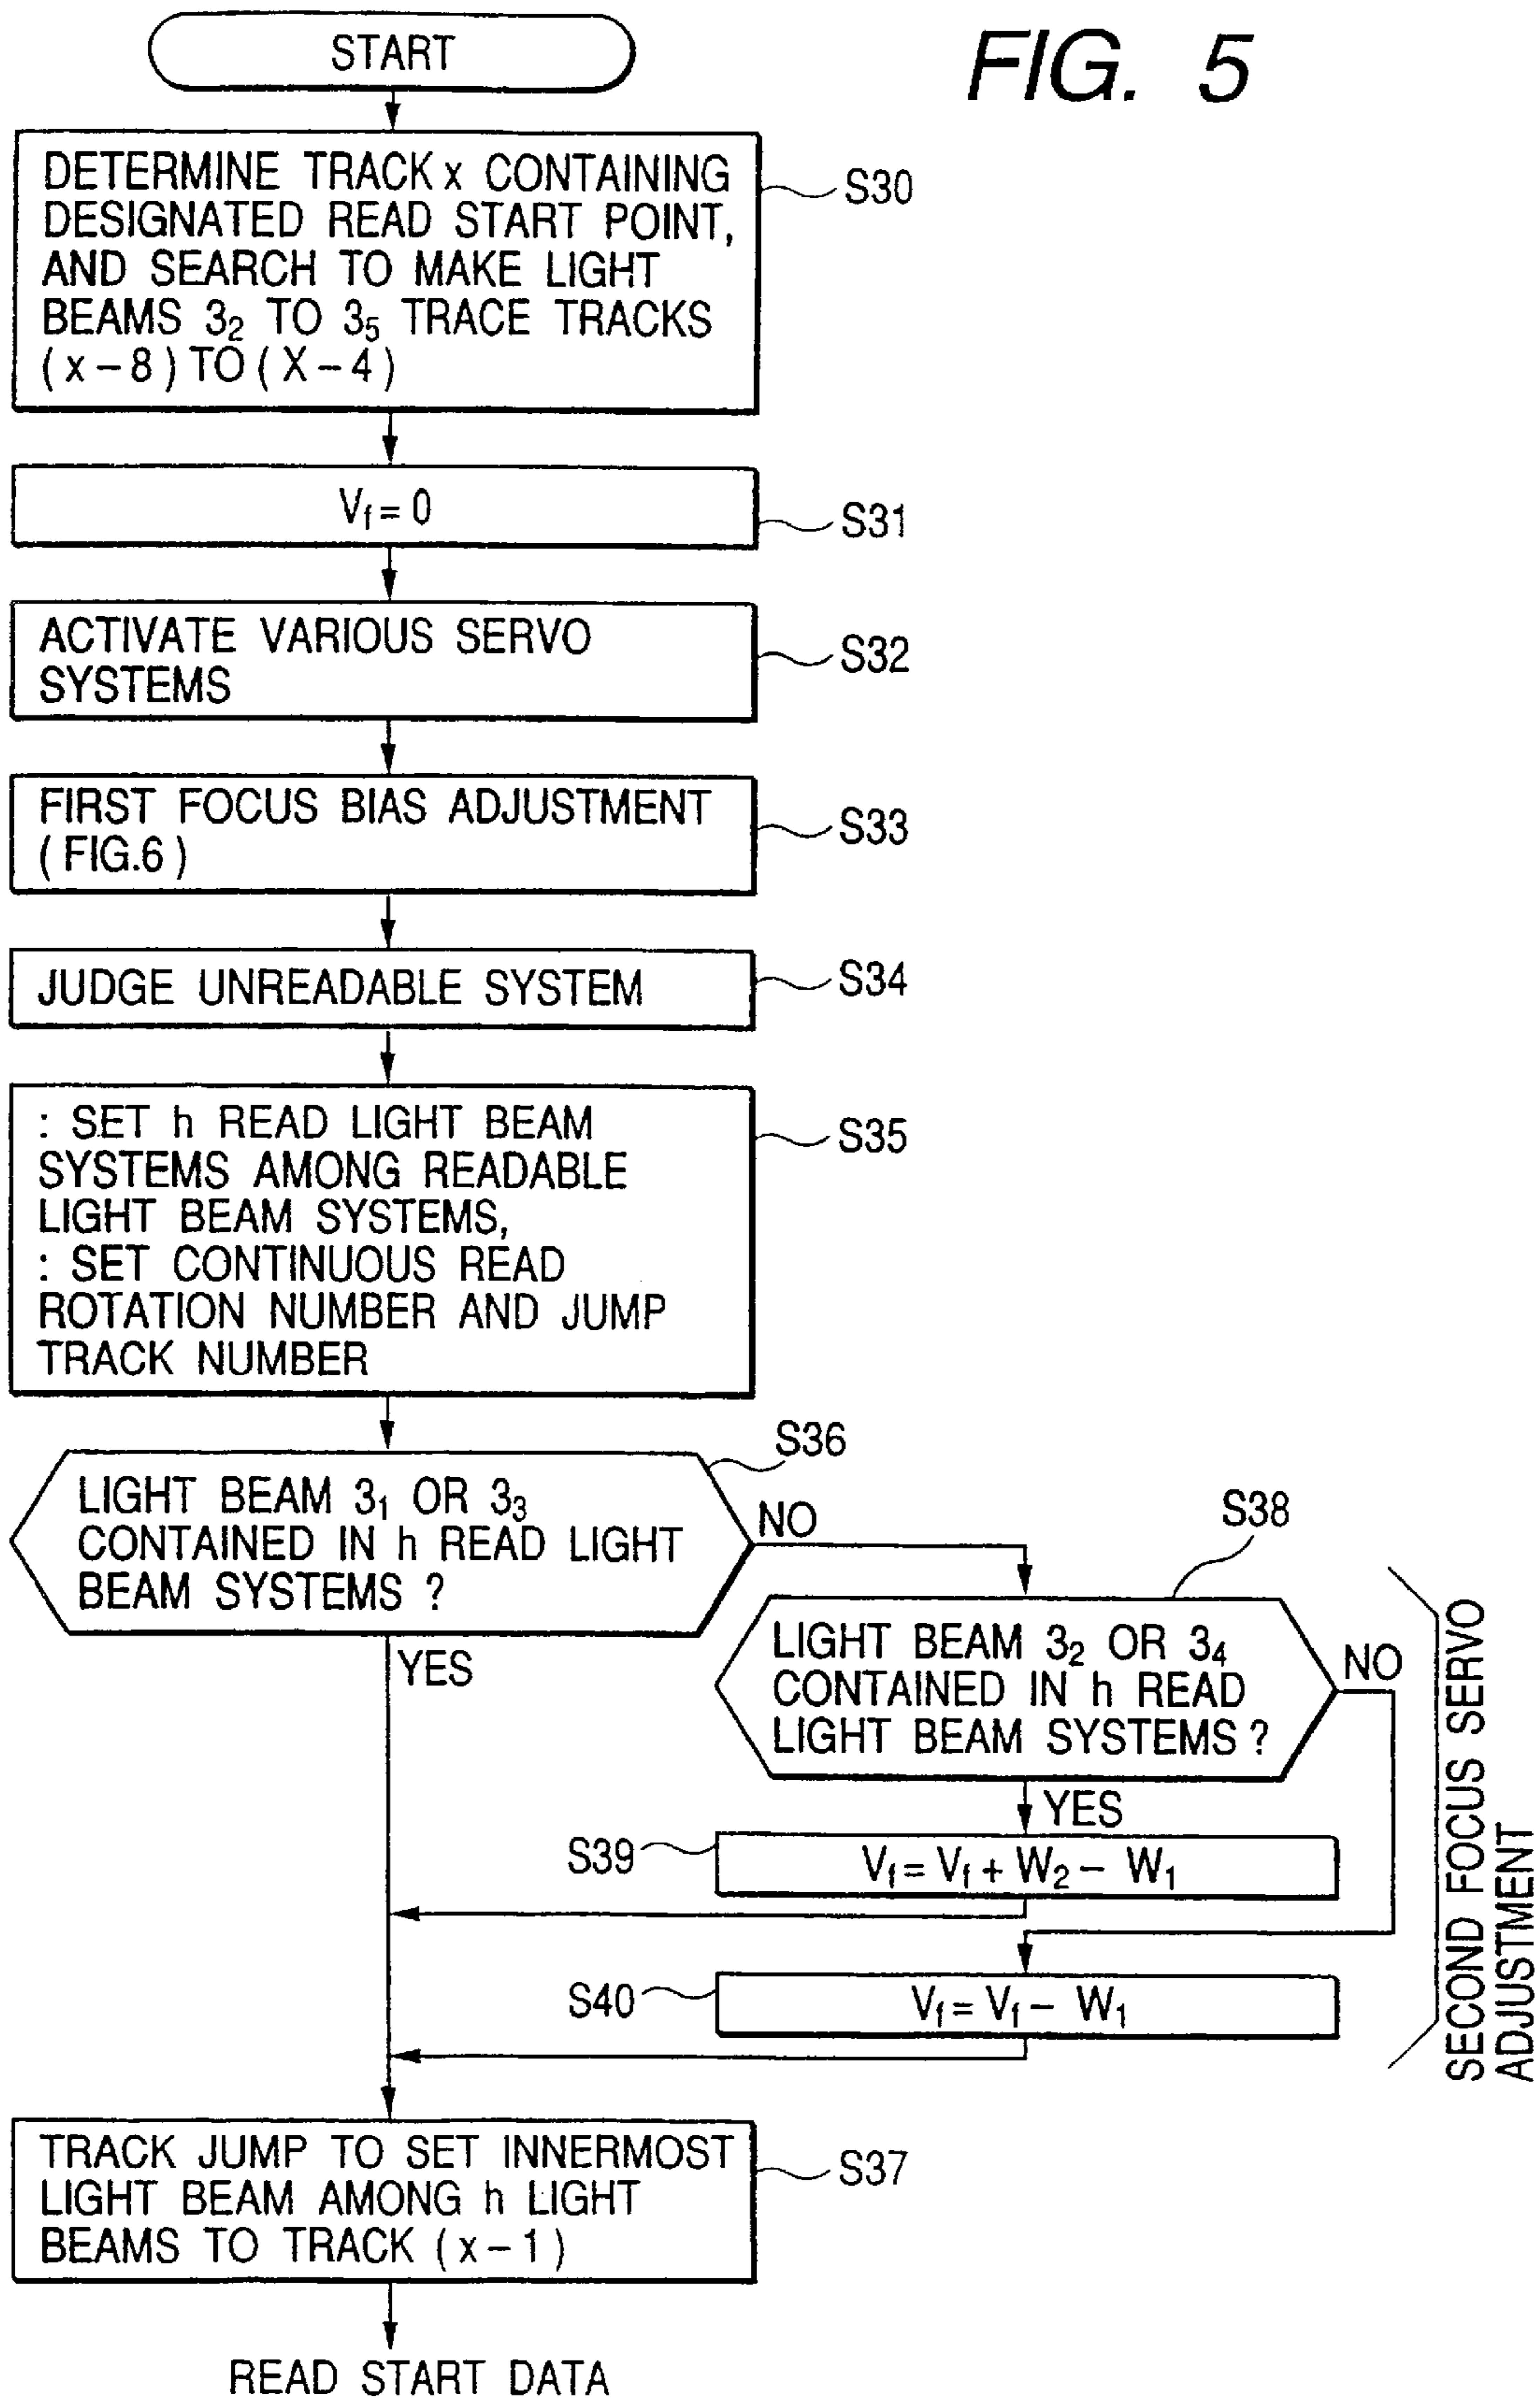 START
FIG. 5
DETERMINE TRACK x CONTAINING
DESIGNATED READ START POINT,
AND SEARCH TO MAKE LIGHT
BEAMS 3₂ TO 3₅ TRACE TRACKS
(x-8) TO (X-4)
S30
V_f = 0
S31
ACTIVATE VARIOUS SERVO
SYSTEMS
S32
FIRST FOCUS BIAS ADJUSTMENT
(FIG.6)
S33
JUDGE UNREADABLE SYSTEM
S34
: SET h READ LIGHT BEAM
SYSTEMS AMONG READABLE
LIGHT BEAM SYSTEMS,
: SET CONTINUOUS READ
ROTATION NUMBER AND JUMP
TRACK NUMBER
S35
LIGHT BEAM 3₁ OR 3₃
CONTAINED IN h READ LIGHT
BEAM SYSTEMS ?
S36
NO
YES
LIGHT BEAM 3₂ OR 3₄
CONTAINED IN h READ
LIGHT BEAM SYSTEMS ?
S38
NO
YES
S39
V_f = V_f + W₂ - W₁
S40
V_f = V_f - W₁
SECOND FOCUS SERVO
ADJUSTMENT
TRACK JUMP TO SET INNERMOST
LIGHT BEAM AMONG h LIGHT
BEAMS TO TRACK (x-1)
S37
READ START DATA